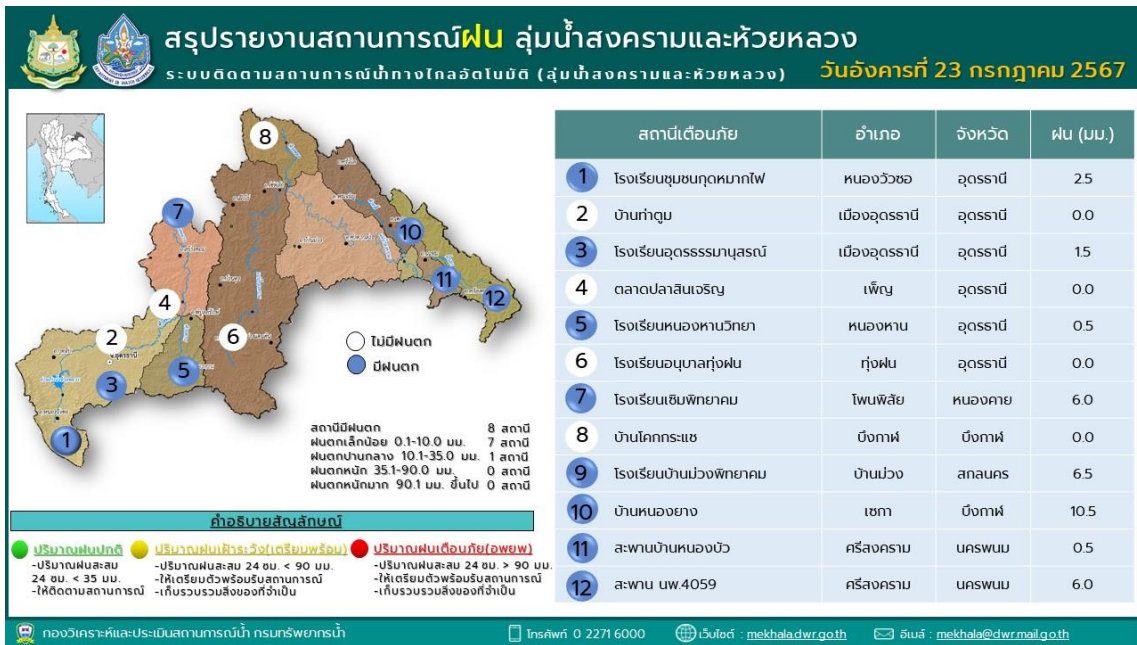 สรุปรายงานสถานการณ์ฝน ลุ่มน้ำสงครามและห้วยหลวง
ระบบติดตามสถานการณ์น้ำทางไกลอัตโนมัติ (ลุ่มน้ำสงครามและห้วยหลวง)
วันอังคารที่ 23 กรกฎาคม 2567
8
7
10
11
12
4
2
6
5
3
1
ไม่มีฝนตก
มีฝนตก
สถานีมีฝนตก 8 สถานี
ฝนตกเล็กน้อย 0.1-10.0 มม. 7 สถานี
ฝนตกปานกลาง 10.1-35.0 มม. 1 สถานี
ฝนตกหนัก 35.1-90.0 มม. 0 สถานี
ฝนตกหนักมาก 90.1 มม. ขึ้นไป 0 สถานี
คำอธิบายสัญลักษณ์
ปริมาณฝนปกติ
-ปริมาณฝนสะสม
24 ชม. < 35 มม.
-ให้ติดตามสถานการณ์
ปริมาณฝนเฝ้าระวัง(เตรียมพร้อม)
-ปริมาณฝนสะสม 24 ชม. < 90 มม.
-ให้เตรียมตัวพร้อมรับสถานการณ์
-เก็บรวบรวมสิ่งของที่จำเป็น
ปริมาณฝนเตือนภัย(อพยพ)
-ปริมาณฝนสะสม 24 ชม. > 90 มม.
-ให้เตรียมตัวพร้อมรับสถานการณ์
-เก็บรวบรวมสิ่งของที่จำเป็น
สถานีเตือนภัย อำเภอ จังหวัด ฝน (มม.)
1 โรงเรียนชุมชนกุดหมากไฟ หนองวัวซอ อุดรธานี 2.5
2 บ้านท่าตูม เมืองอุดรธานี อุดรธานี 0.0
3 โรงเรียนอุดรธรรมานุสรณ์ เมืองอุดรธานี อุดรธานี 1.5
4 ตลาดปลาสินเจริญ เพ็ญ อุดรธานี 0.0
5 โรงเรียนหนองหานวิทยา หนองหาน อุดรธานี 0.5
6 โรงเรียนอนุบาลทุ่งฝน ทุ่งฝน อุดรธานี 0.0
7 โรงเรียนเซิมพิทยาคม โพนพิสัย หนองคาย 6.0
8 บ้านโคกกระแซ บึงกาฬ บึงกาฬ 0.0
9 โรงเรียนบ้านม่วงพิทยาคม บ้านม่วง สกลนคร 6.5
10 บ้านหนองยาง เซกา บึงกาฬ 10.5
11 สะพานบ้านหนองบัว ศรีสงคราม นครพนม 0.5
12 สะพาน นพ.4059 ศรีสงคราม นครพนม 6.0
กองวิเคราะห์และประเมินสถานการณ์น้ำ กรมทรัพยากรน้ำ
โทรศัพท์ 0 2271 6000
เว็บไซต์ : mekhala.dwr.go.th
อีเมล์ : mekhala@dwr.mail.go.th